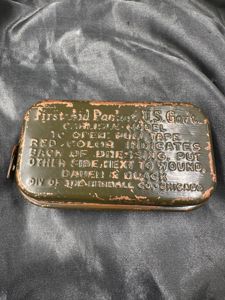 First-Aid Packet U.S. Govt.
CARLISLE MODEL
TO OPEN: PULL TAPE
RED COLOR INDICATES
BACK OF DRESSING. PUT
OTHER SIDE NEXT TO WOUND.
BAUER & BLACK
DIV OF THE KENDALL CO. CHICAGO